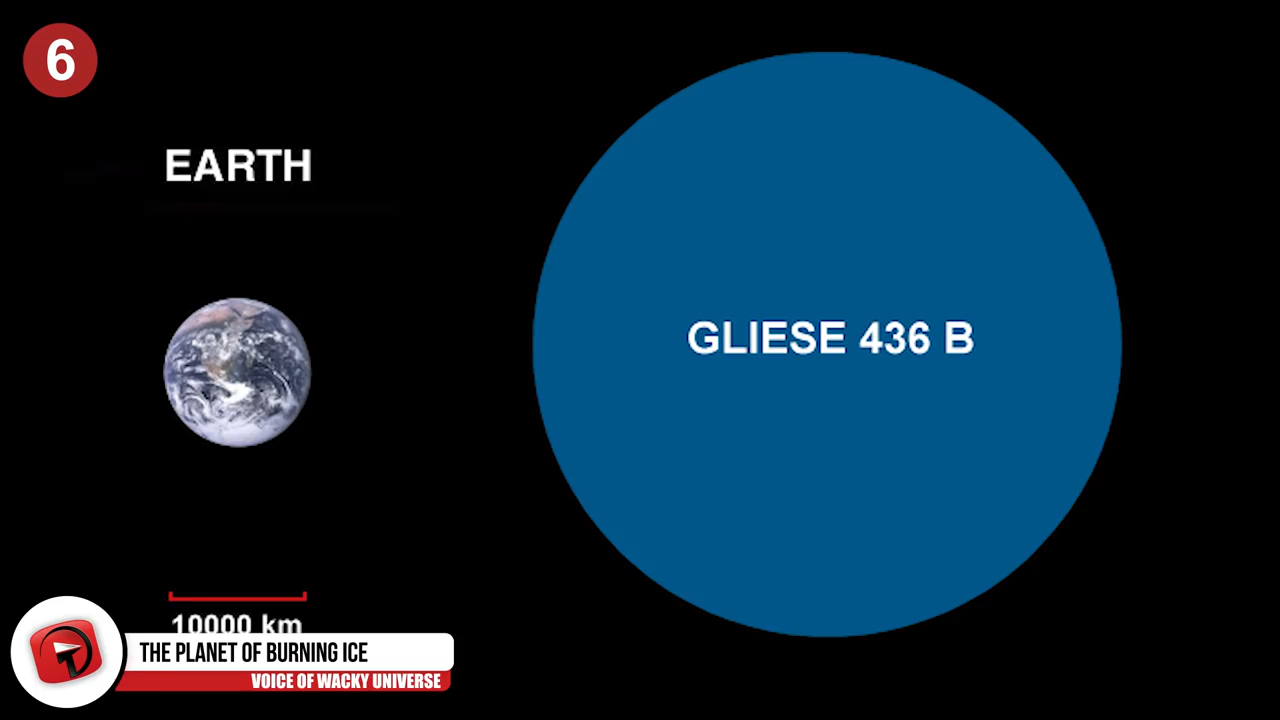 6
EARTH
GLIESE 436 B
10000 km
THE PLANET OF BURNING ICE
VOICE OF WACKY UNIVERSE